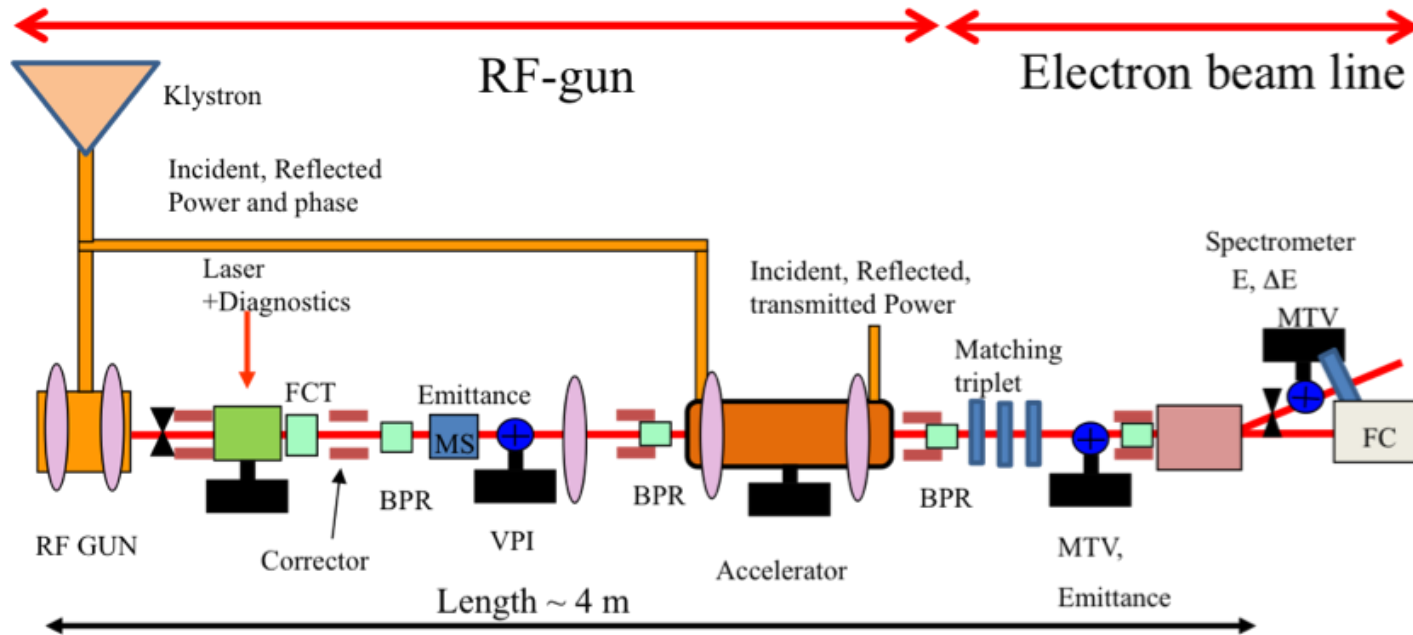 RF-gun
Electron beam line
Klystron
Incident, Reflected
Power and phase
Laser
+Diagnostics
Incident, Reflected,
transmitted Power
Spectrometer
E, ΔE
MTV
Matching
triplet
FCT
Emittance
MS
FC
RF GUN
Corrector
BPR
VPI
BPR
Accelerator
BPR
MTV,
Emittance
Length ~ 4 m